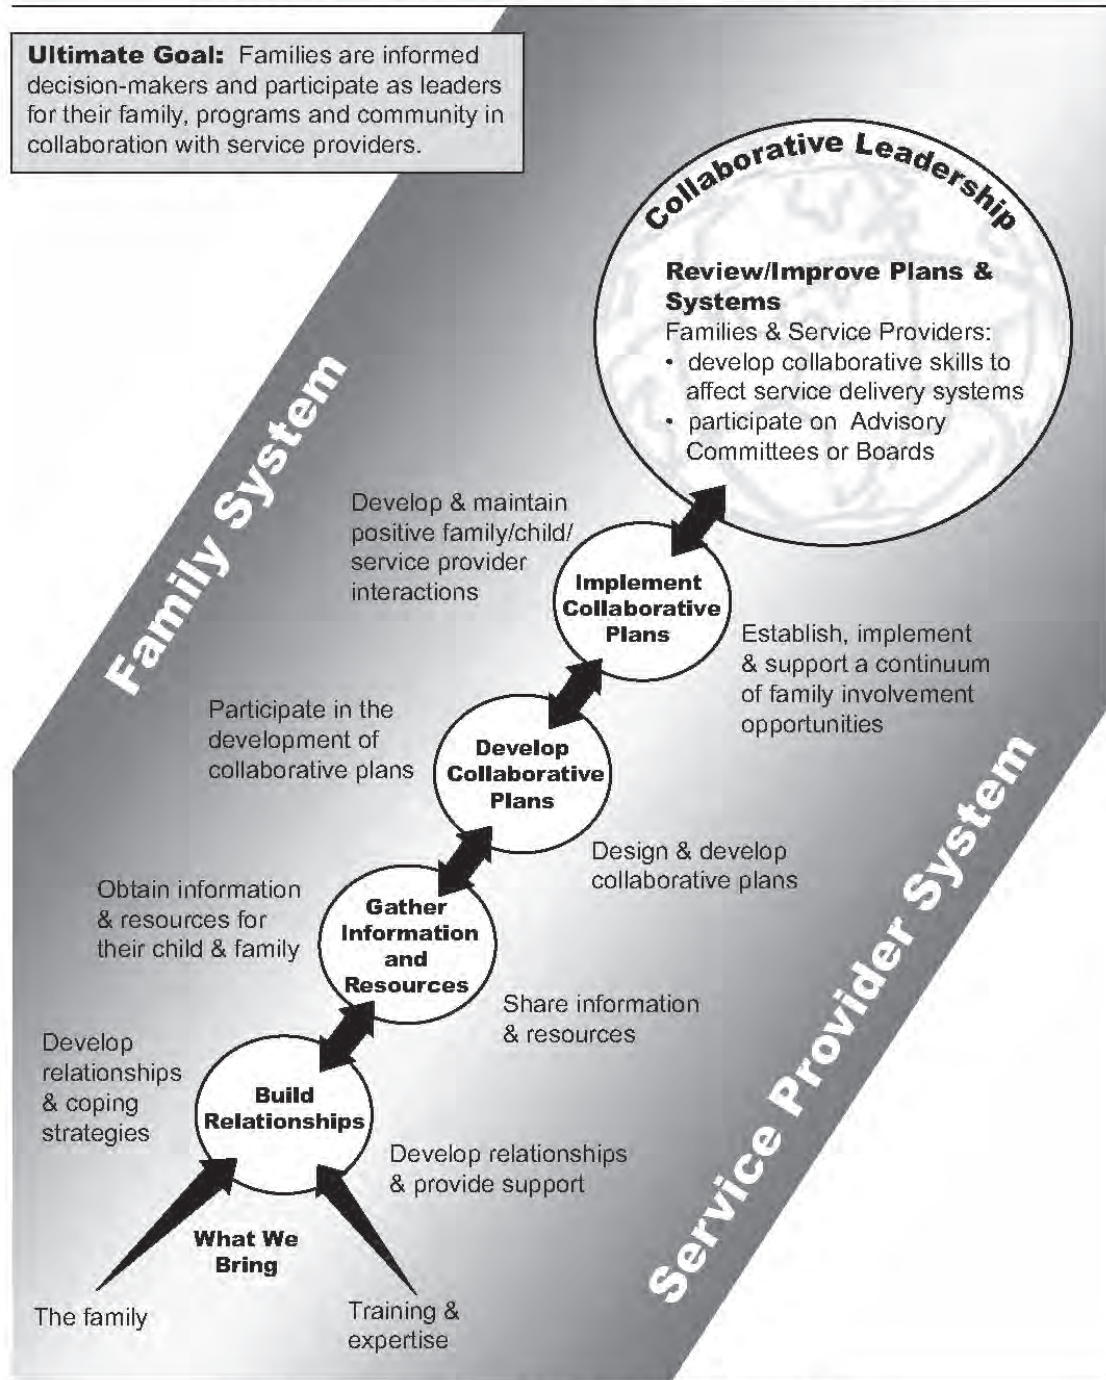 Ultimate Goal: Families are informed
decision-makers and participate as leaders
for their family, programs and community in
collaboration with service providers.
Collaborative Leadership
Review/Improve Plans &
Systems
Families & Service Providers:
• develop collaborative skills to
affect service delivery systems
• participate on Advisory
Committees or Boards
Family System
Develop & maintain
positive family/child/
service provider
interactions
Implement
Collaborative
Plans
Establish, implement
& support a continuum
of family involvement
opportunities
Participate in the
development of
collaborative plans
Develop
Collaborative
Plans
Design & develop
collaborative plans
Obtain information
& resources for
their child & family
Gather
Information
and
Resources
Share information
& resources
Develop
relationships
& coping
strategies
Build
Relationships
Develop relationships
& provide support
Service Provider System
What We
Bring
The family
Training &
expertise